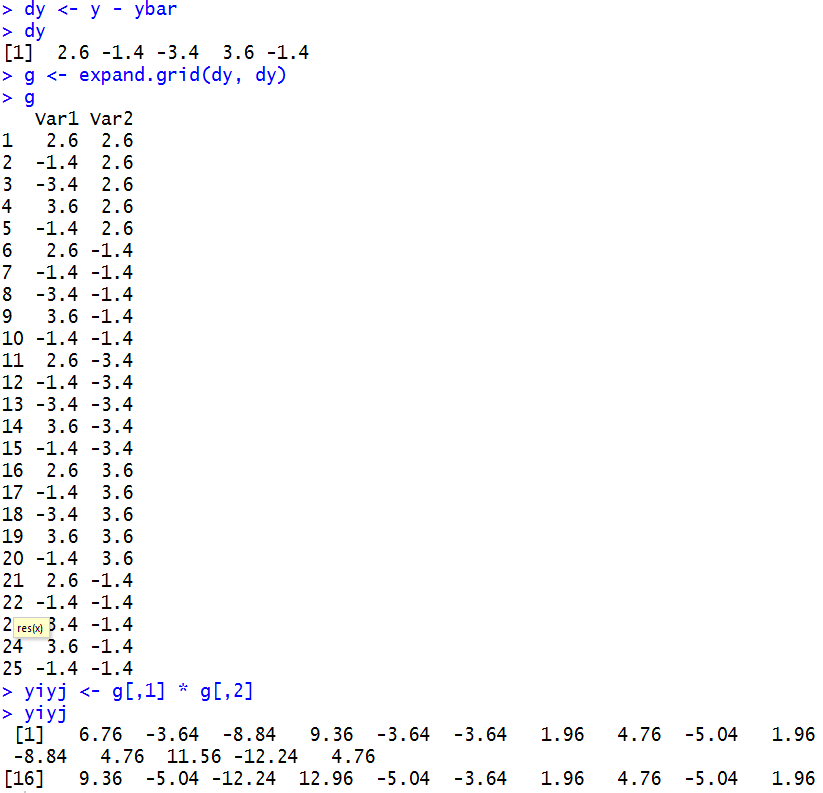 > dy <- y - ybar
> dy
[1]  2.6 -1.4 -3.4  3.6 -1.4
> g <- expand.grid(dy, dy)
> g
   Var1 Var2
1   2.6  2.6
2  -1.4  2.6
3  -3.4  2.6
4   3.6  2.6
5  -1.4  2.6
6   2.6 -1.4
7  -1.4 -1.4
8  -3.4 -1.4
9   3.6 -1.4
10 -1.4 -1.4
11  2.6 -3.4
12 -1.4 -3.4
13 -3.4 -3.4
14  3.6 -3.4
15 -1.4 -3.4
16  2.6  3.6
17 -1.4  3.6
18 -3.4  3.6
19  3.6  3.6
20 -1.4  3.6
21  2.6 -1.4
22 -1.4 -1.4
2 res(x) 3.4 -1.4
24  3.6 -1.4
25 -1.4 -1.4
> yiyj <- g[,1] * g[,2]
> yiyj
 [1]   6.76  -3.64  -8.84   9.36  -3.64  -3.64   1.96   4.76  -5.04   1.96
 -8.84   4.76  11.56 -12.24   4.76
[16]   9.36  -5.04 -12.24  12.96  -5.04  -3.64   1.96   4.76  -5.04   1.96